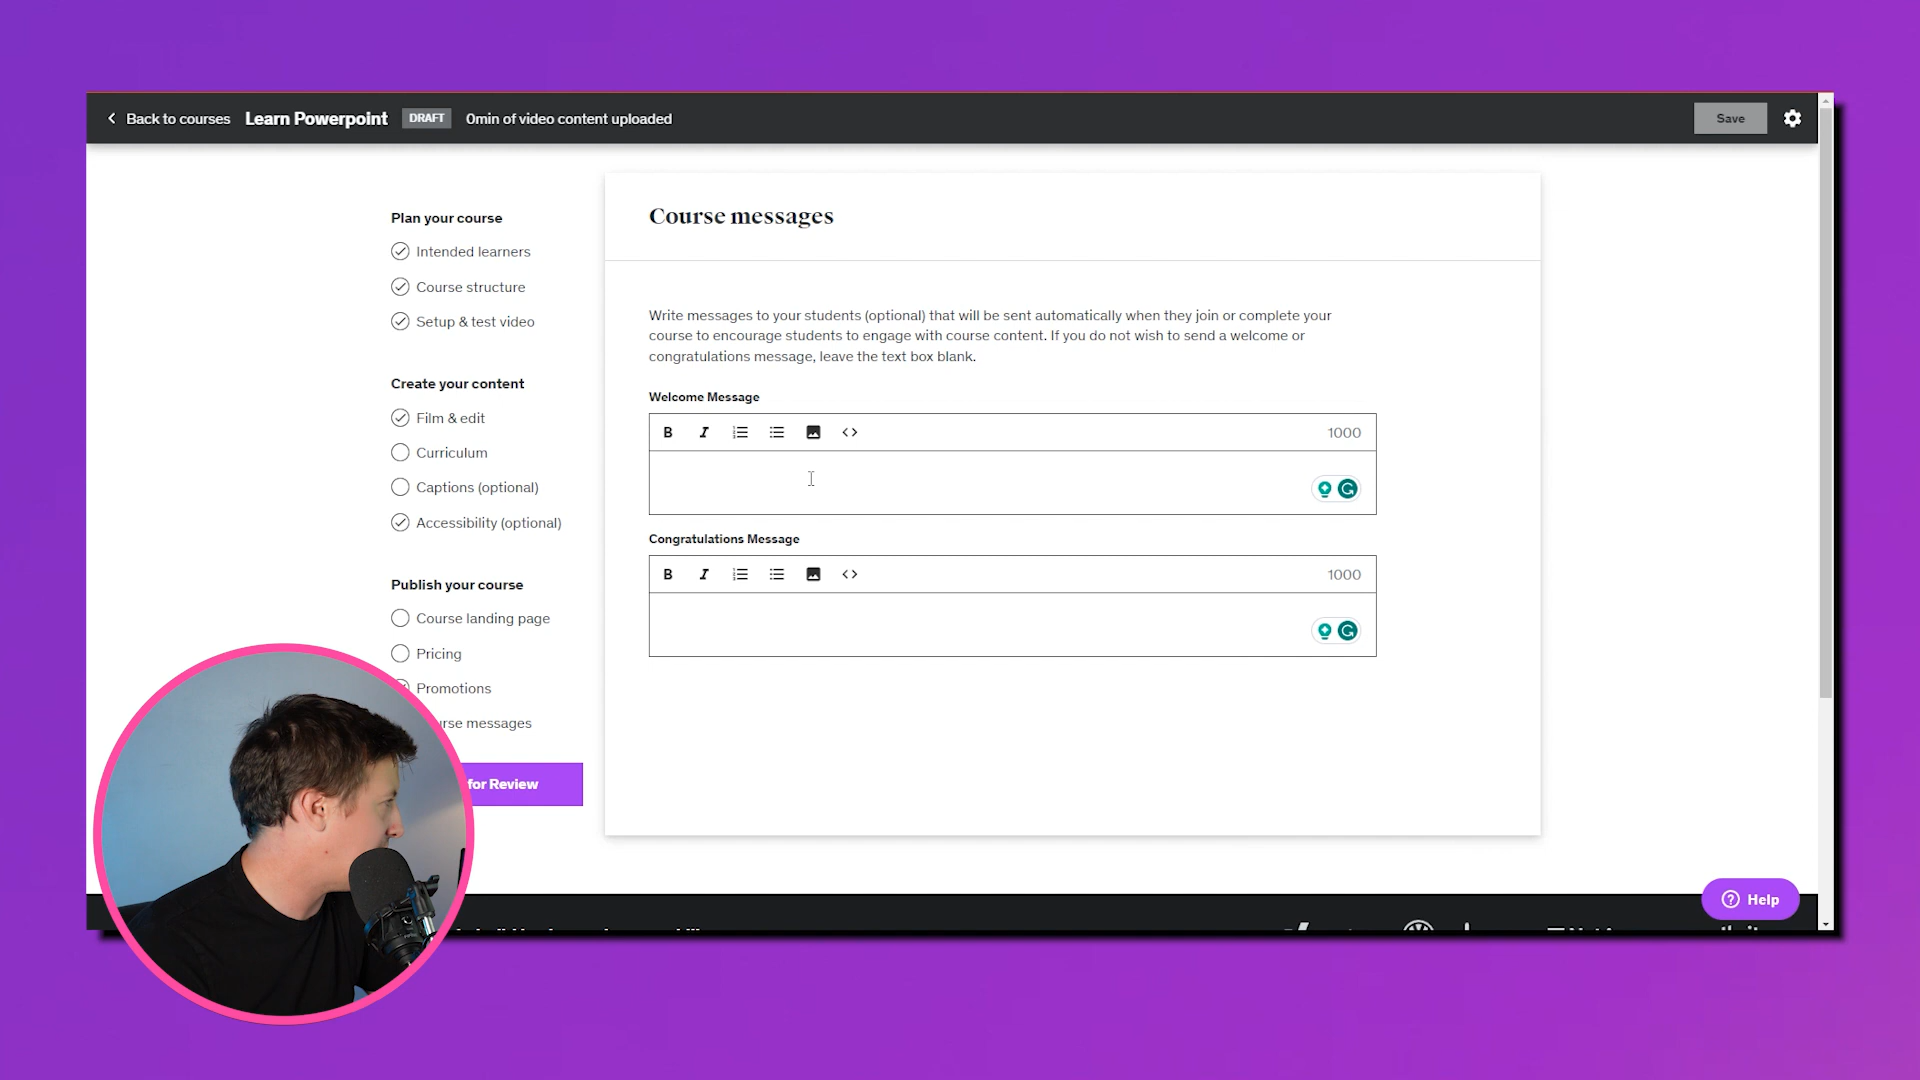 Back to courses Learn Powerpoint DRAFT 0min of video content uploaded Save
Plan your course
Intended learners
Course structure
Setup & test video
Create your content
Film & edit
Curriculum
Captions (optional)
Accessibility (optional)
Publish your course
Course landing page
Pricing
Promotions
rse messages
for Review
Course messages
Write messages to your students (optional) that will be sent automatically when they join or complete your
course to encourage students to engage with course content. If you do not wish to send a welcome or
congratulations message, leave the text box blank.
Welcome Message
B I 1000
Congratulations Message
B I 1000
Help